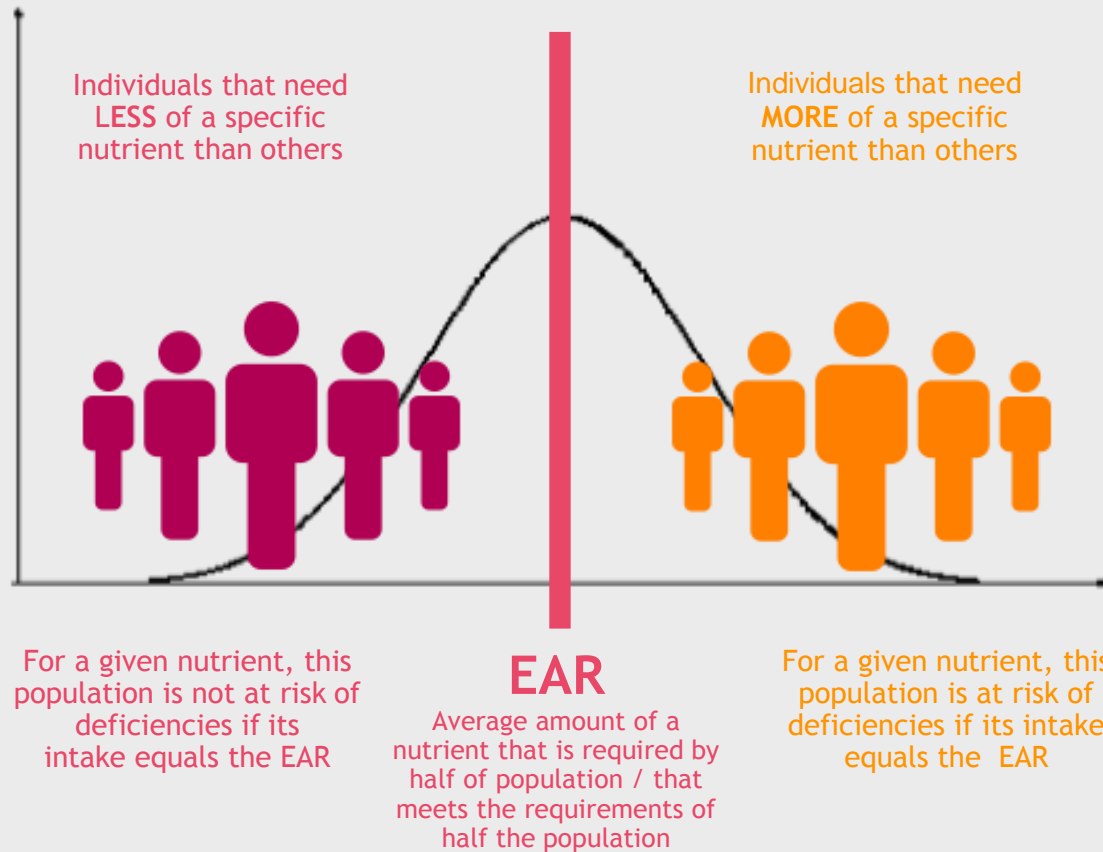 Individuals that need
LESS of a specific
nutrient than others
Individuals that need
MORE of a specific
nutrient than others
For a given nutrient, this
population is not at risk of
deficiencies if its
intake equals the EAR
EAR
Average amount of a
nutrient that is required by
half of population / that
meets the requirements of
half the population
For a given nutrient, this
population is at risk of
deficiencies if its intake
equals the EAR